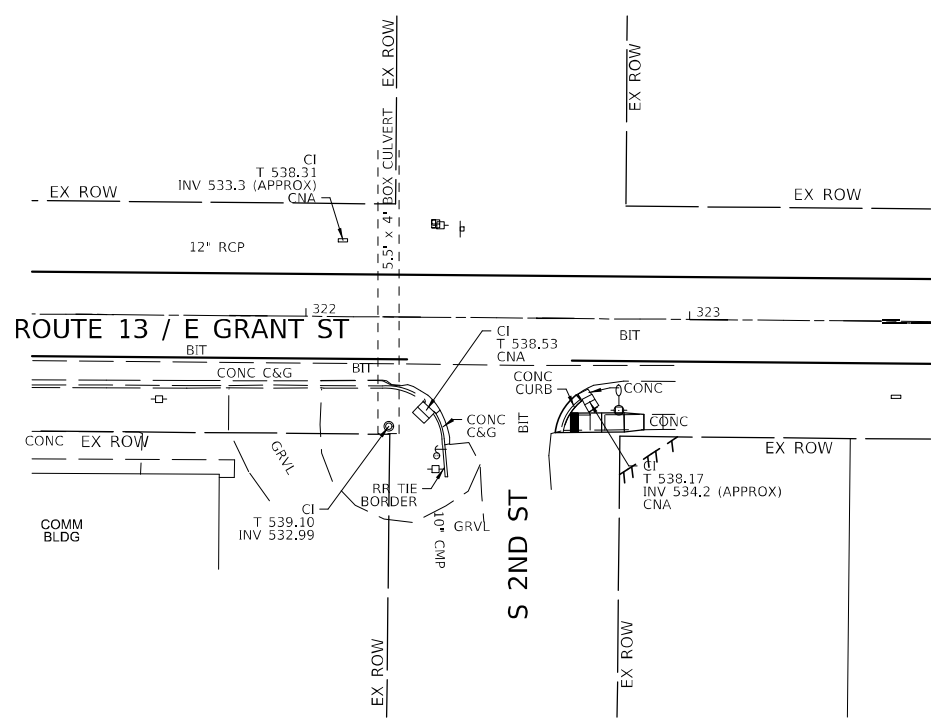 EX ROW
EX ROW
5.5' x 4' BOX CULVERT
CI
T 538.31
INV 533.3 (APPROX)
CNA
EX ROW
EX ROW
12" RCP
322
323
ROUTE 13 / E GRANT ST
BIT
BIT
CI
T 538.53
CNA
CONC C&G
BIT
CONC
CURB
CONC
CONC
C&G
BIT
CONC
CONC
EX ROW
EX ROW
GRVL
CI
T 538.17
INV 534.2 (APPROX)
CNA
RR TIE
BORDER
CI
T 539.10
INV 532.99
10" CMP
GRVL
COMM
BLDG
S 2ND ST
EX ROW
EX ROW